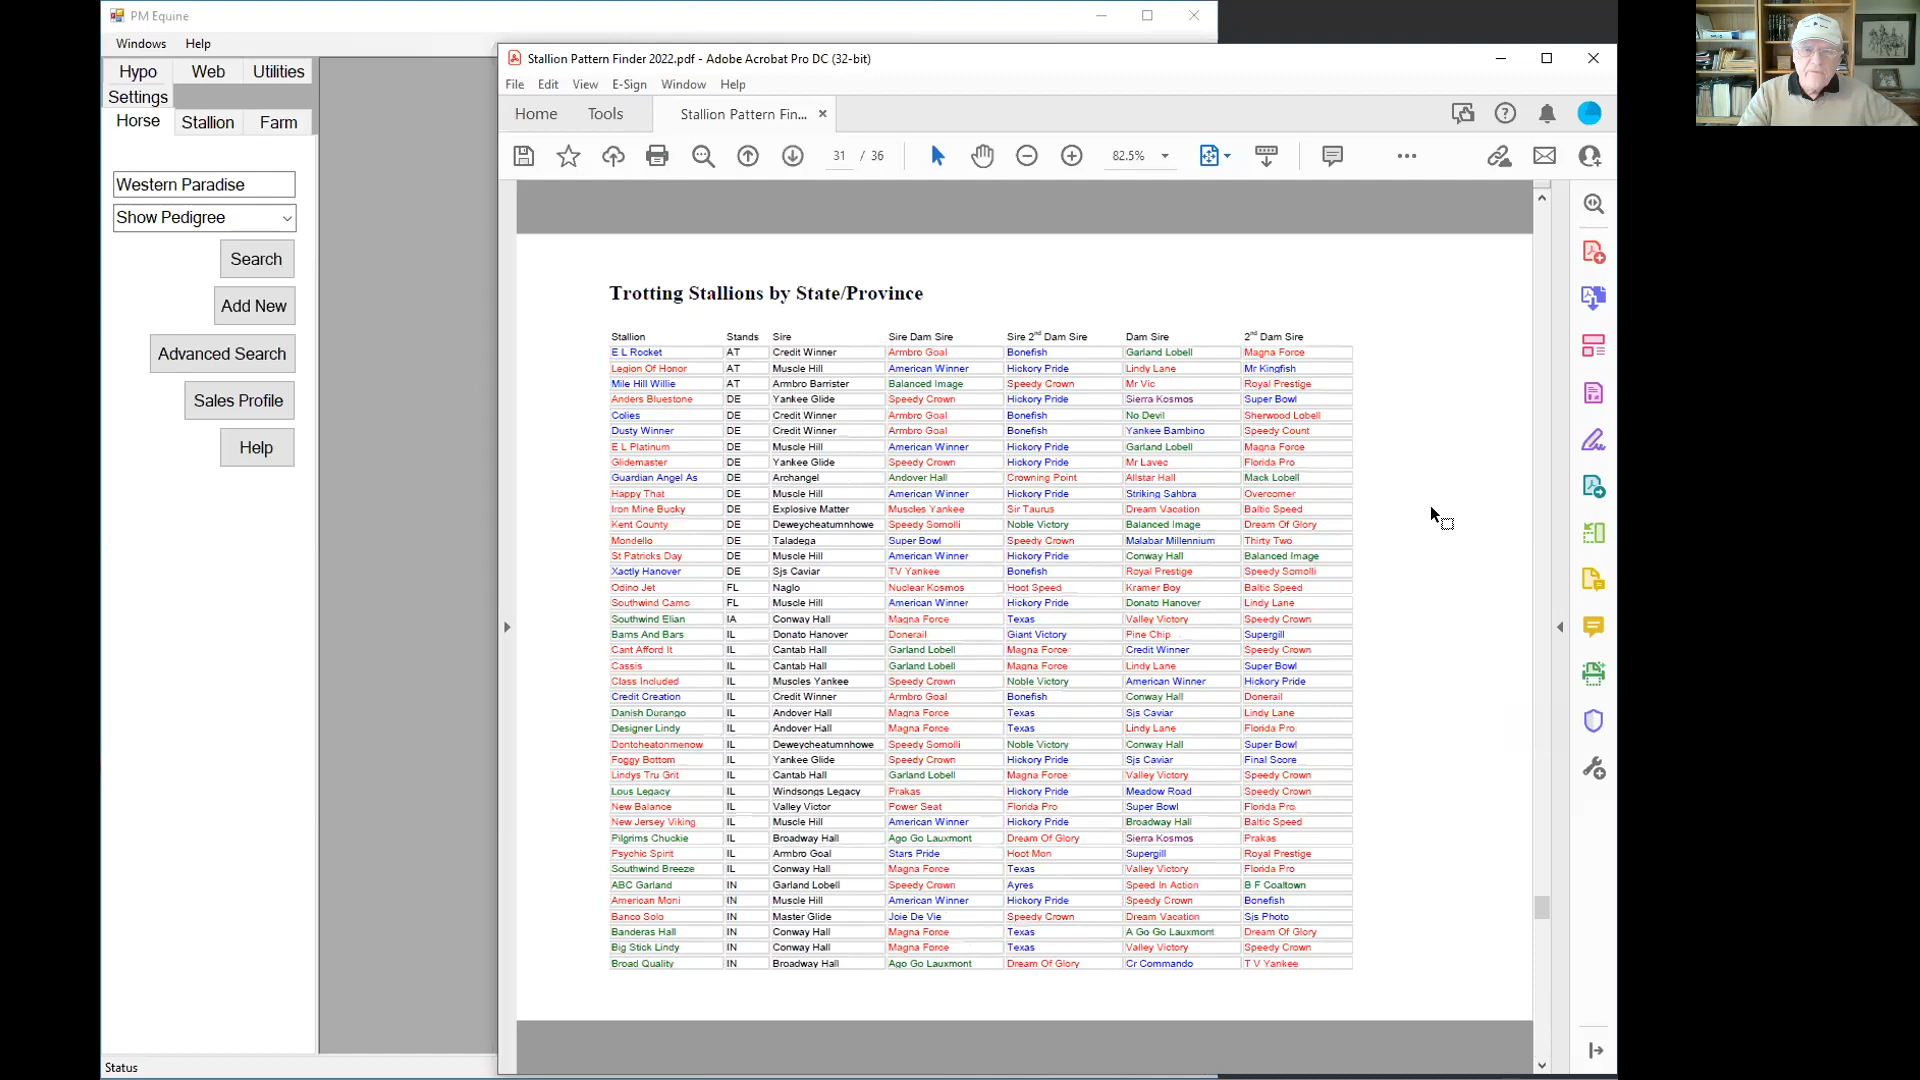 PM Equine
Windows Help
Hypo Web Utilities
Settings
Horse Stallion Farm
Western Paradise
Show Pedigree
Search
Add New
Advanced Search
Sales Profile
Help
Status
Stallion Pattern Finder 2022.pdf - Adobe Acrobat Pro DC (32-bit)
File Edit View E-Sign Window Help
Home Tools Stallion Pattern Fin... ×
31 / 36 82.5%
Trotting Stallions by State/Province
Stallion Stands Sire Sire Dam Sire Sire 2nd Dam Sire Dam Sire 2nd Dam Sire
E L Rocket AT Credit Winner Armbro Goal Bonefish Garland Lobell Magna Force
Legion Of Honor AT Muscle Hill American Winner Hickory Pride Lindy Lane Mr Kingfish
Mile Hill Willie AT Armbro Barrister Balanced Image Speedy Crown Mr Vic Royal Prestige
Anders Bluestone DE Yankee Glide Speedy Crown Hickory Pride Sierra Kosmos Super Bowl
Colies DE Credit Winner Armbro Goal Bonefish No Devil Sherwood Lobell
Dusty Winner DE Credit Winner Armbro Goal Bonefish Yankee Bambino Speedy Count
E L Platinum DE Muscle Hill American Winner Hickory Pride Garland Lobell Magna Force
Glidemaster DE Yankee Glide Speedy Crown Hickory Pride Mr Lavec Florida Pro
Guardian Angel As DE Archangel Andover Hall Crowning Point Allstar Hall Mack Lobell
Happy That DE Muscle Hill American Winner Hickory Pride Striking Sahbra Overcomer
Iron Mine Bucky DE Explosive Matter Muscles Yankee Sir Taurus Dream Vacation Baltic Speed
Kent County DE Deweycheatumnhowe Speedy Somolli Noble Victory Balanced Image Dream Of Glory
Mondello DE Taladega Super Bowl Speedy Crown Malabar Millennium Thirty Two
St Patricks Day DE Muscle Hill American Winner Hickory Pride Conway Hall Balanced Image
Xactly Hanover DE Sjs Caviar TV Yankee Bonefish Royal Prestige Speedy Somolli
Odino Jet FL Naglo Nuclear Kosmos Hoot Speed Kramer Boy Baltic Speed
Southwind Camo FL Muscle Hill American Winner Hickory Pride Donato Hanover Lindy Lane
Southwind Elian IA Conway Hall Magna Force Texas Valley Victory Speedy Crown
Barns And Bars IL Donato Hanover Donerail Giant Victory Pine Chip Supergill
Cant Afford It IL Cantab Hall Garland Lobell Magna Force Credit Winner Speedy Crown
Cassis IL Cantab Hall Garland Lobell Magna Force Lindy Lane Super Bowl
Class Included IL Muscles Yankee Speedy Crown Noble Victory American Winner Hickory Pride
Credit Creation IL Credit Winner Armbro Goal Bonefish Conway Hall Donerail
Danish Durango IL Andover Hall Magna Force Texas Sjs Caviar Lindy Lane
Designer Lindy IL Andover Hall Magna Force Texas Lindy Lane Florida Pro
Dontcheatonmenow IL Deweycheatumnhowe Speedy Somolli Noble Victory Conway Hall Super Bowl
Foggy Bottom IL Yankee Glide Speedy Crown Hickory Pride Sjs Caviar Final Score
Lindys Tru Grit IL Cantab Hall Garland Lobell Magna Force Valley Victory Speedy Crown
Lous Legacy IL Windsongs Legacy Prakas Hickory Pride Meadow Road Speedy Crown
New Balance IL Valley Victor Power Seat Florida Pro Super Bowl Florida Pro
New Jersey Viking IL Muscle Hill American Winner Hickory Pride Broadway Hall Baltic Speed
Pilgrims Chuckie IL Broadway Hall Ago Go Lauxmont Dream Of Glory Sierra Kosmos Prakas
Psychic Spirit IL Armbro Goal Stars Pride Hoot Mon Supergill Royal Prestige
Southwind Breeze IL Conway Hall Magna Force Texas Valley Victory Florida Pro
ABC Garland IN Garland Lobell Speedy Crown Ayres Speed In Action B F Coaltown
American Moni IN Muscle Hill American Winner Hickory Pride Speedy Crown Bonefish
Banco Solo IN Master Glide Joie De Vie Speedy Crown Dream Vacation Sjs Photo
Banderas Hall IN Conway Hall Magna Force Texas A Go Go Lauxmont Dream Of Glory
Big Stick Lindy IN Conway Hall Magna Force Texas Valley Victory Speedy Crown
Broad Quality IN Broadway Hall Ago Go Lauxmont Dream Of Glory Cr Commando T V Yankee